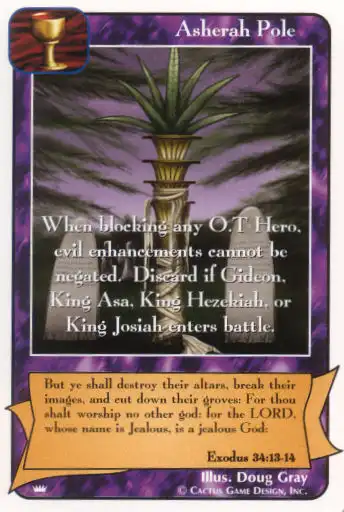 Asherah Pole
When blocking any O.T Hero,
evil enhancements cannot be
negated. Discard if Gideon,
King Asa, King Hezekiah, or
King Josiah enters battle.
But ye shall destroy their altars, break their
images, and cut down their groves: For thou
shalt worship no other god: for the LORD,
whose name is Jealous, is a jealous God:
Exodus 34:13-14
Illus. Doug Gray
© Cactus Game Design, Inc.